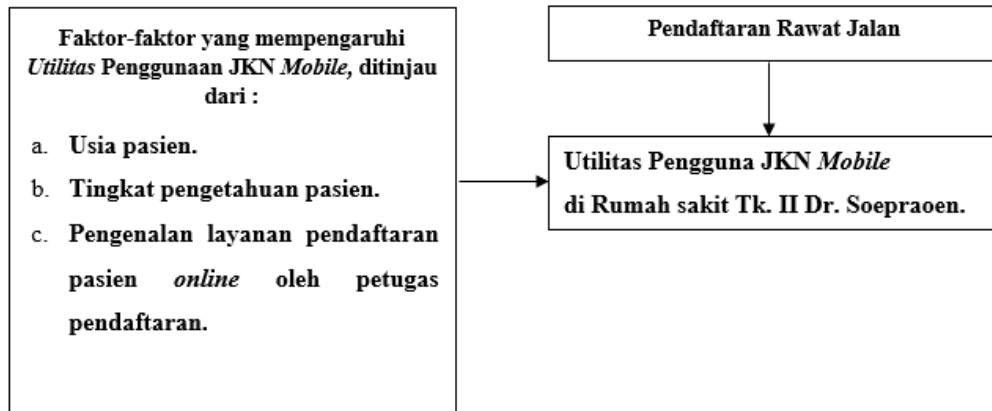 Faktor-faktor yang mempengaruhi
Utilitas Penggunaan JKN Mobile, ditinjau
dari :
a. Usia pasien.
b. Tingkat pengetahuan pasien.
c. Pengenalan layanan pendaftaran
pasien online oleh petugas
pendaftaran.
Pendaftaran Rawat Jalan
Utilitas Pengguna JKN Mobile
di Rumah sakit Tk. II Dr. Soepraoen.